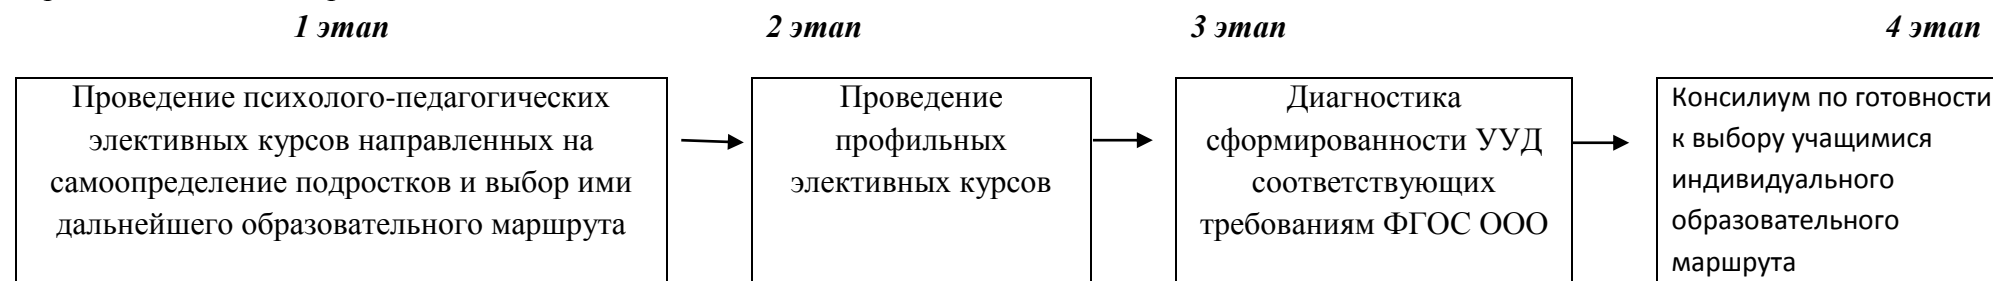 1 этап
2 этап
3 этап
4 этап
Проведение психолого-педагогических
элективных курсов направленных на
самоопределение подростков и выбор ими
дальнейшего образовательного маршрута
Проведение
профильных
элективных курсов
Диагностика
сформированности УУД
соответствующих
требованиям ФГОС ООО
Консилиум по готовности
к выбору учащимися
индивидуального
образовательного
маршрута